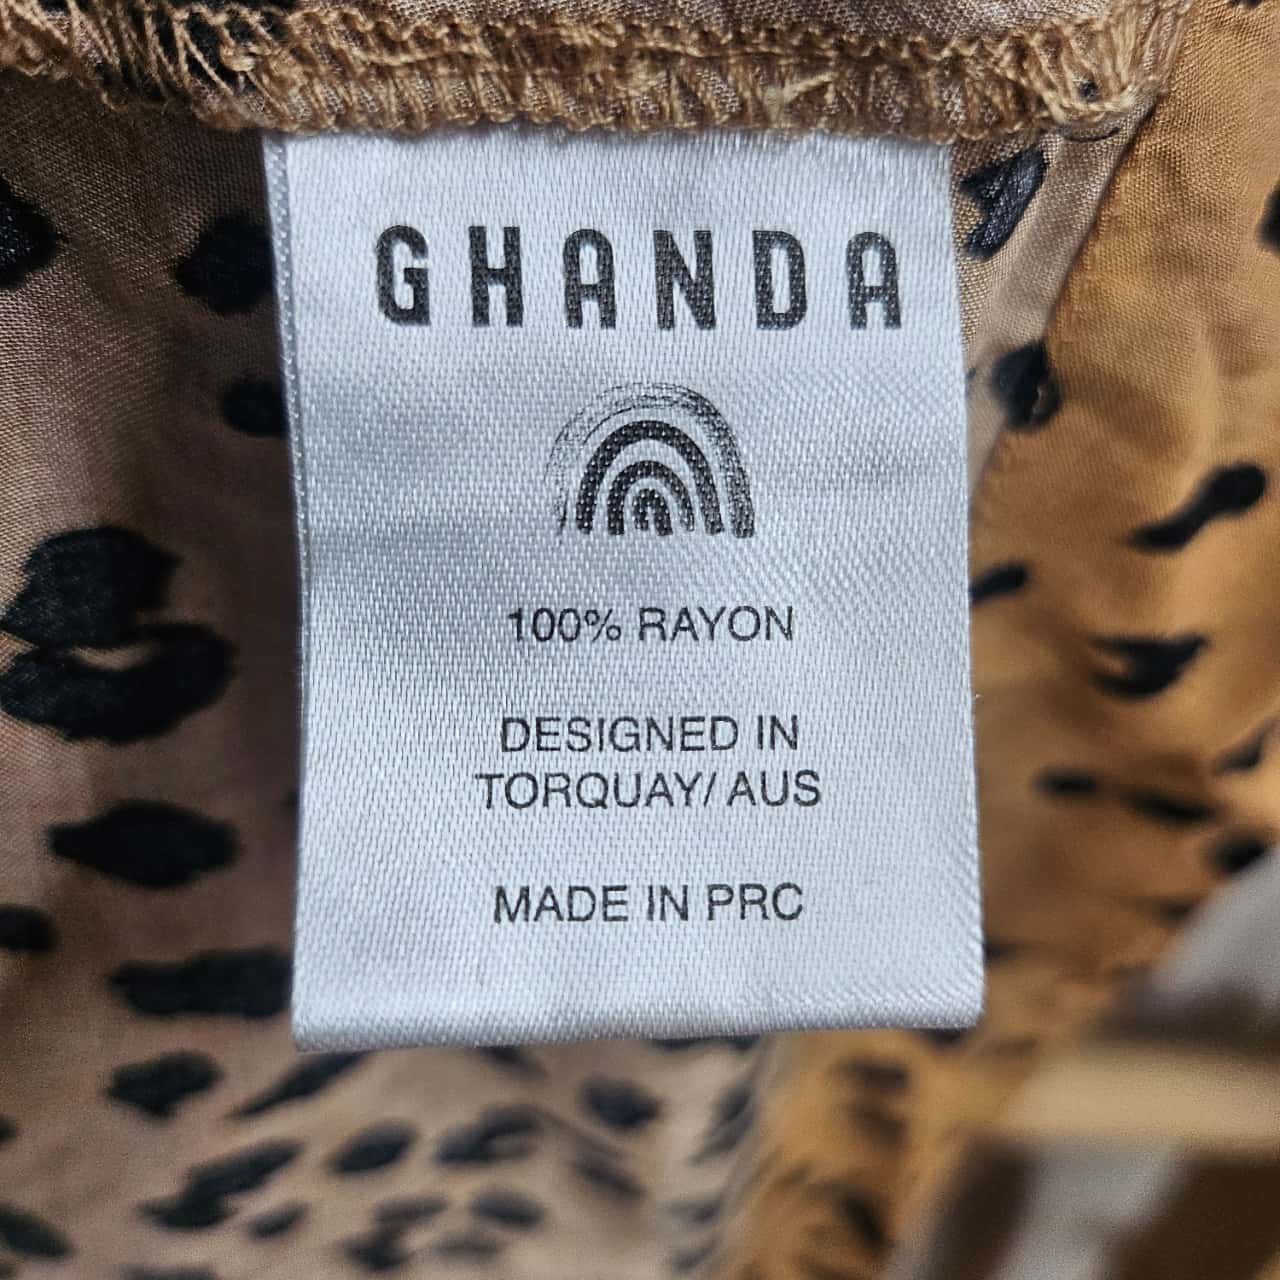 GHANDA
100% RAYON
DESIGNED IN
TORQUAY/AUS
MADE IN PRC